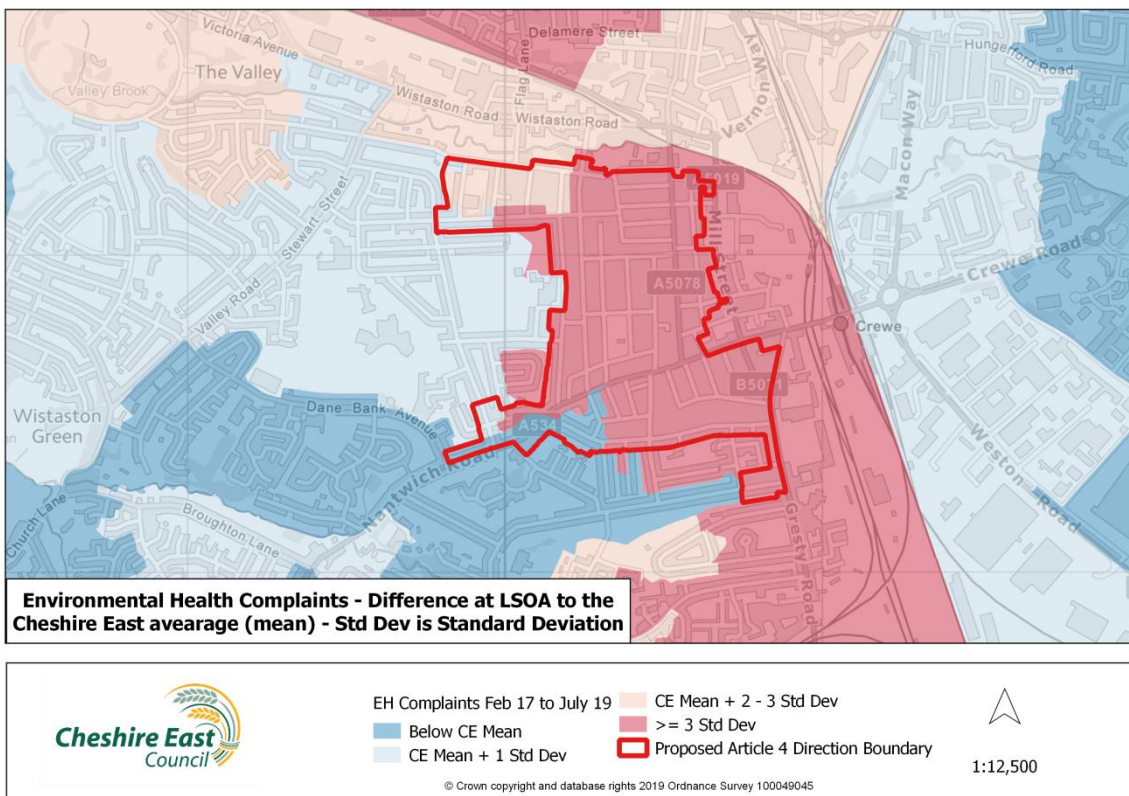 Delamere Street
Victoria Avenue
Hungerford Road
The Valley
Flag Lane
Vernon Way
Valley Brook
Wistaston Road
Wistaston Road
Macon Way
Stewart Street
A5019
Mill Street
Crewe Road
A5078
Valley Road
Crewe
B5071
Wistaston
Green
Dane Bank Avenue
A534
Nantwich Road
Weston Road
Church Lane
Broughton Lane
Gresty Road
Environmental Health Complaints - Difference at LSOA to the
Cheshire East avearage (mean) - Std Dev is Standard Deviation
Cheshire East
Council
EH Complaints Feb 17 to July 19
Below CE Mean
CE Mean + 1 Std Dev
CE Mean + 2 - 3 Std Dev
>= 3 Std Dev
Proposed Article 4 Direction Boundary
1:12,500
© Crown copyright and database rights 2019 Ordnance Survey 100049045